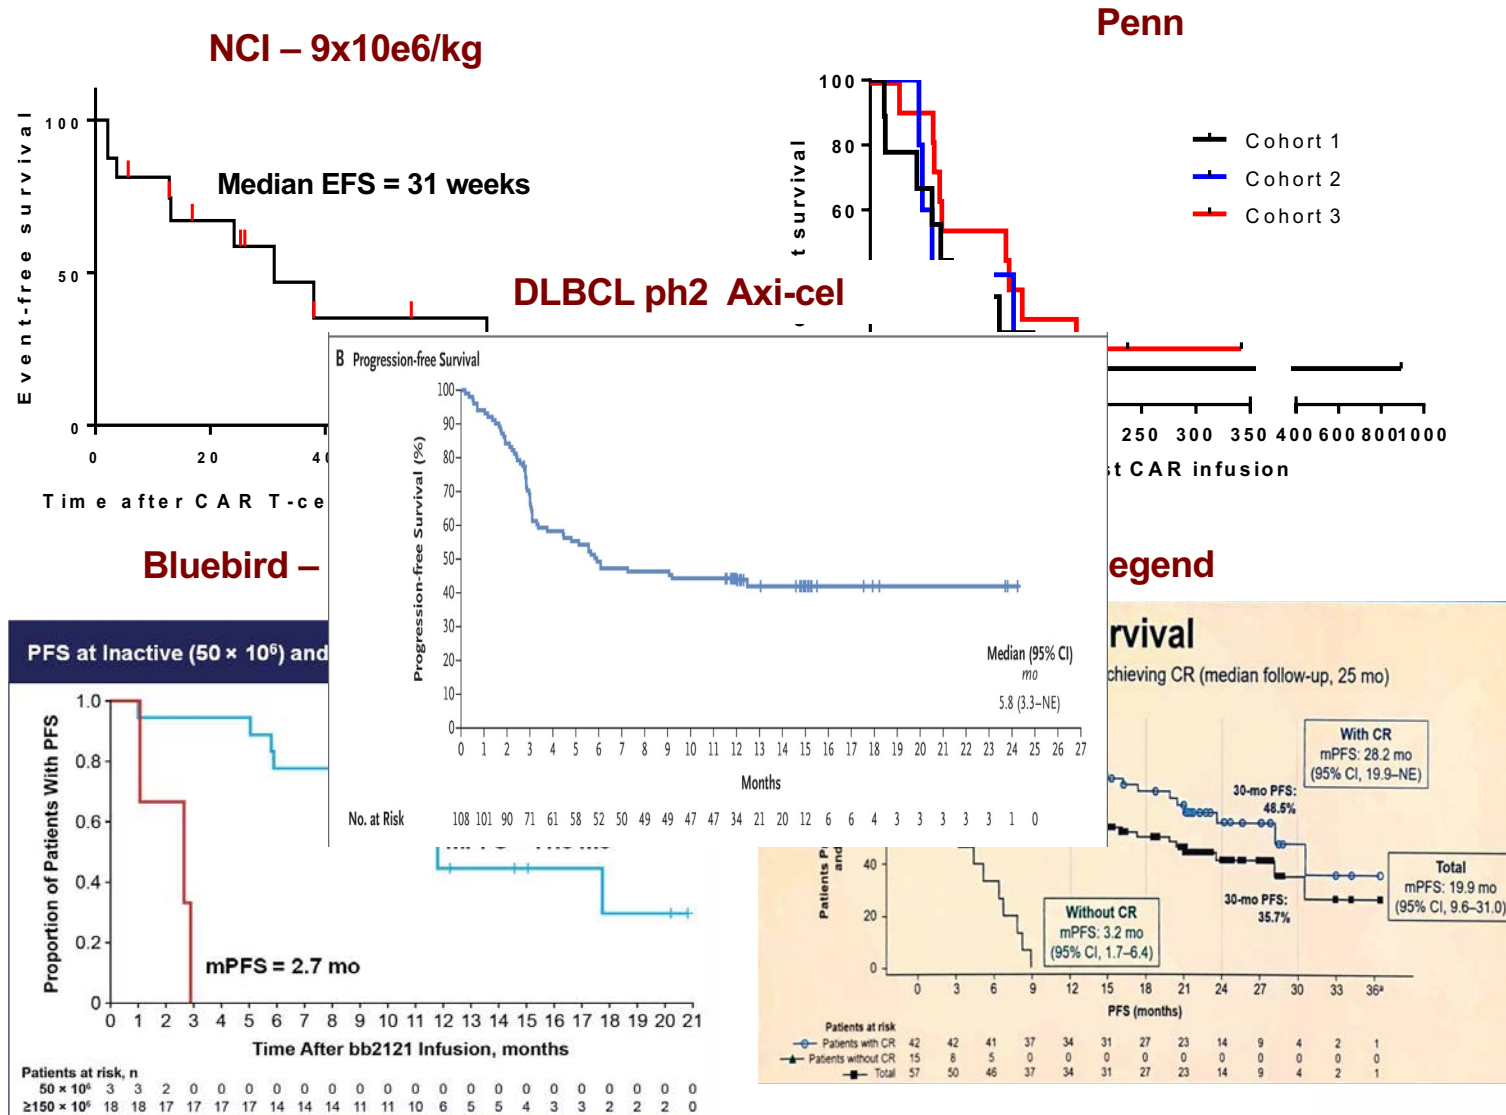 NCI – 9x10e6/kg
Event-free survival
100
50
0
Median EFS = 31 weeks
0 20
Time after CAR T-ce
Penn
100
80
60
t survival
Cohort 1
Cohort 2
Cohort 3
250 300 350 400 600 800 1000
st CAR infusion
DLBCL ph2 Axi-cel
B Progression-free Survival
Progression-free Survival (%)
100
90
80
70
60
50
40
30
20
10
0
Median (95% CI)
mo
5.8 (3.3–NE)
0 1 2 3 4 5 6 7 8 9 10 11 12 13 14 15 16 17 18 19 20 21 22 23 24 25 26 27
Months
No. at Risk 108 101 90 71 61 58 52 50 49 49 47 47 34 21 20 12 6 6 4 3 3 3 3 3 1 0
Bluebird –
PFS at Inactive (50 × 10⁶) and
Proportion of Patients With PFS
1.0
0.8
0.6
0.4
0.2
0
mPFS = 2.7 mo
0 1 2 3 4 5 6 7 8 9 10 11 12 13 14 15 16 17 18 19 20 21
Time After bb2121 Infusion, months
Patients at risk, n
50 × 10⁶ 3 3 2 0 0 0 0 0 0 0 0 0 0 0 0 0 0 0 0 0 0 0
≥150 × 10⁶ 18 18 17 17 17 17 14 14 14 11 11 10 6 5 5 4 3 3 2 2 2 0
egend
rvival
chieving CR (median follow-up, 25 mo)
Patients P
and
40
20
0
With CR
mPFS: 28.2 mo
(95% CI, 19.9–NE)
30-mo PFS:
48.5%
Total
mPFS: 19.9 mo
(95% CI, 9.6–31.0)
30-mo PFS:
35.7%
Without CR
mPFS: 3.2 mo
(95% CI, 1.7–6.4)
0 3 6 9 12 15 18 21 24 27 30 33 36ᵃ
PFS (months)
Patients at risk
Patients with CR 42 42 41 37 34 31 27 23 14 9 4 2 1
Patients without CR 15 8 5 0 0 0 0 0 0 0 0 0 0
Total 57 50 46 37 34 31 27 23 14 9 4 2 1